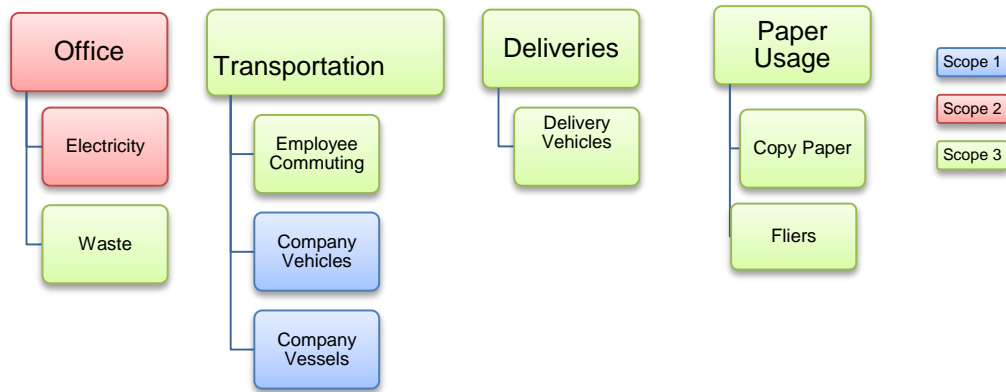 Office
Electricity
Waste
Transportation
Employee
Commuting
Company
Vehicles
Company
Vessels
Deliveries
Delivery
Vehicles
Paper
Usage
Copy Paper
Fliers
Scope 1
Scope 2
Scope 3